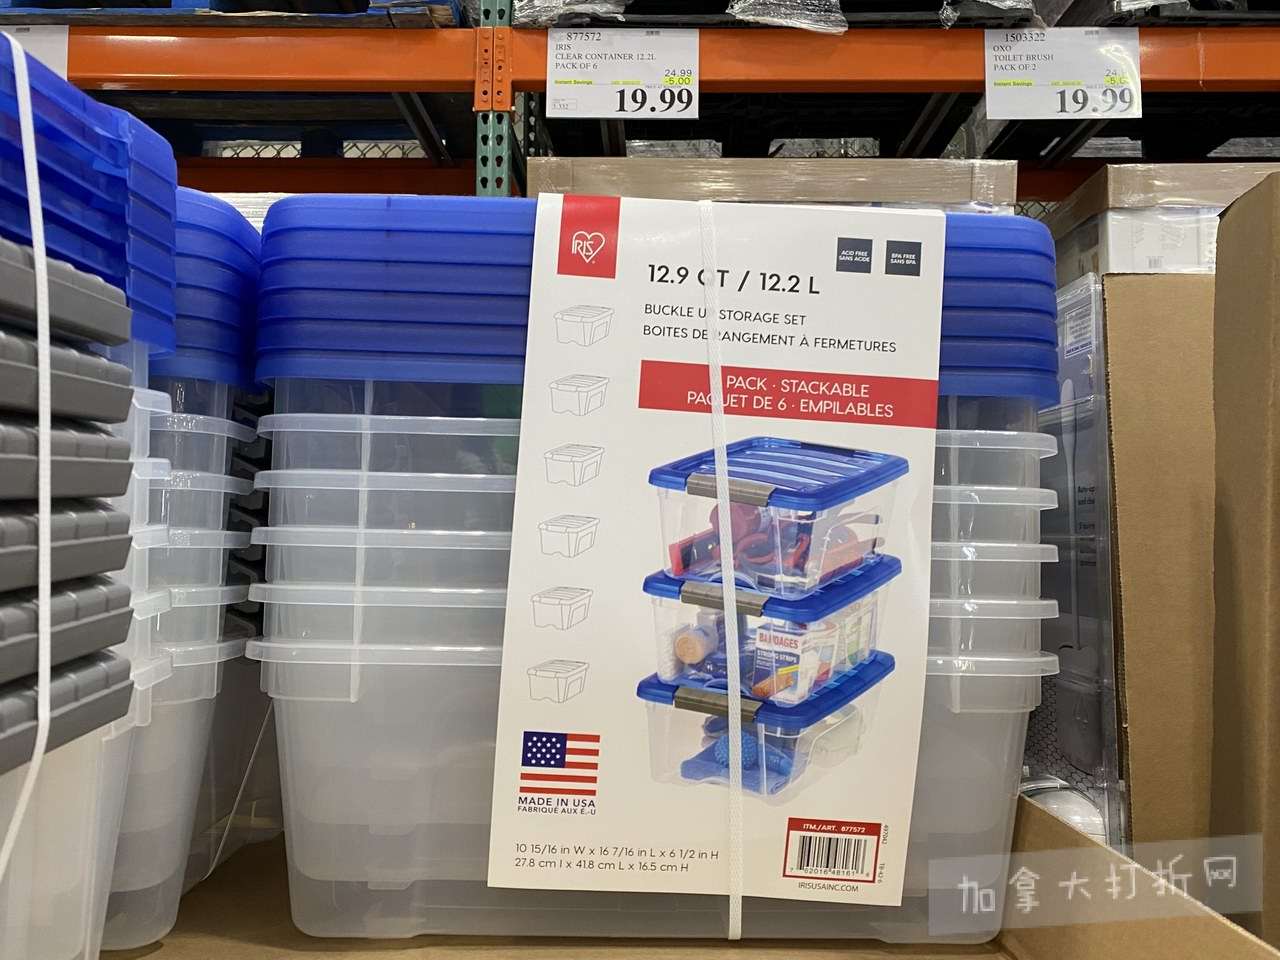 877572
IRIS
CLEAR CONTAINER 12.2L
PACK OF 6
24.99
Instant Savings
-5.00
19.99
1503322
OXO
TOILET BRUSH
PACK OF 2
Instant Savings
19.99
IRIS
ACID FREE
SANS ACIDE
BPA FREE
SANS BPA
12.9 QT / 12.2 L
BUCKLE UP STORAGE SET
BOITES DE RANGEMENT À FERMETURES
PACK · STACKABLE
PAQUET DE 6 · EMPILABLES
BANDAGES
STRONG STRIPS
MADE IN USA
FABRIQUÉ AUX É.-U
10 15/16 in W x 16 7/16 in L x 6 1/2 in H
27.8 cm l x 41.8 cm L x 16.5 cm H
ITM./ART. 877572
IRISUSAINC.COM
加拿大打折网